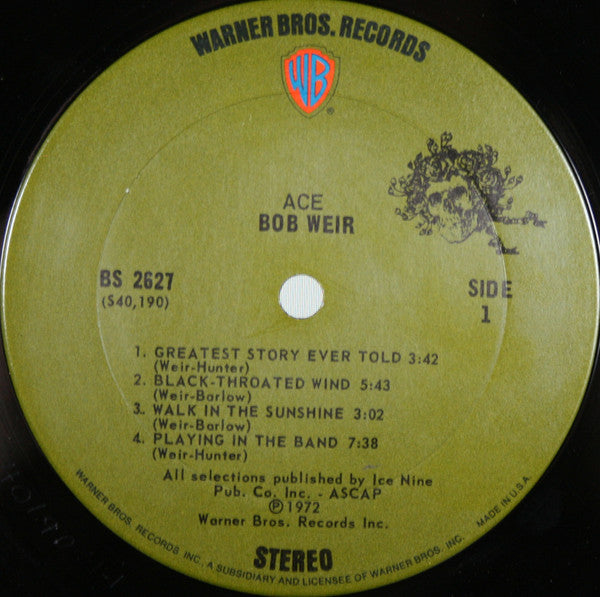 WARNER BROS. RECORDS
WB
®
ACE
BOB WEIR
BS 2627
(S40,190)
SIDE
1
1. GREATEST STORY EVER TOLD 3:42
(Weir-Hunter)
2. BLACK-THROATED WIND 5:43
(Weir-Barlow)
3. WALK IN THE SUNSHINE 3:02
(Weir-Barlow)
4. PLAYING IN THE BAND 7:38
(Weir-Hunter)
All selections published by Ice Nine
Pub. Co. Inc. - ASCAP
℗ 1972
Warner Bros. Records Inc.
STEREO
WARNER BROS. RECORDS INC. A SUBSIDIARY AND LICENSEE OF WARNER BROS. INC.
MADE IN U.S.A.